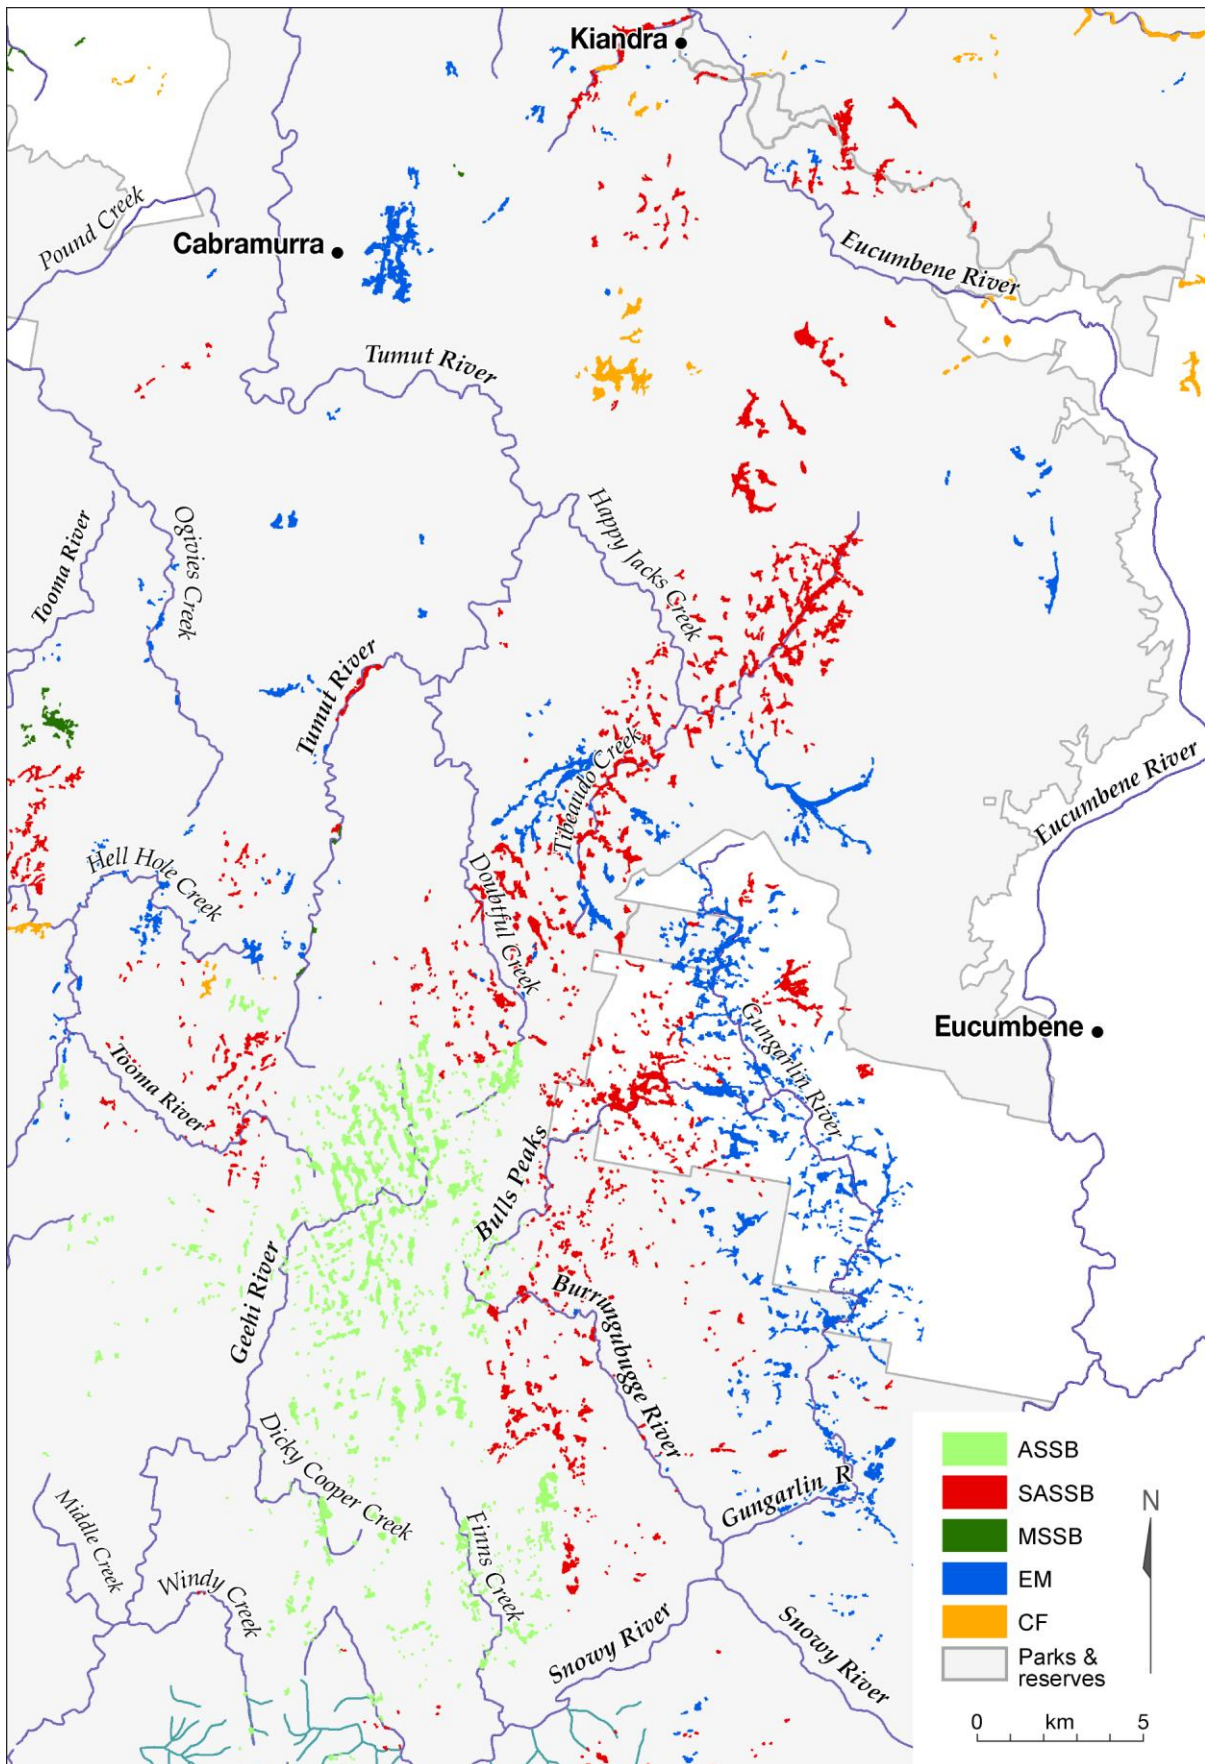 Kiandra
Pound Creek
Cabramurra
Eucumbene River
Tumut River
Happy Jacks Creek
Ogivies Creek
Tooma River
Tumut River
Eucumbene River
Tibeaudo Creek
Hell Hole Creek
Doubtful Creek
Gungarlin River
Eucumbene
Tooma River
Bulls Peaks
Geehi River
Burrungubugge River
Dicky Cooper Creek
Gungarlin R
Middle Creek
Finns Creek
Windy Creek
Snowy River
Snowy River
ASSB
SASSB
MSSB
EM
CF
Parks &
reserves
N
0 km 5